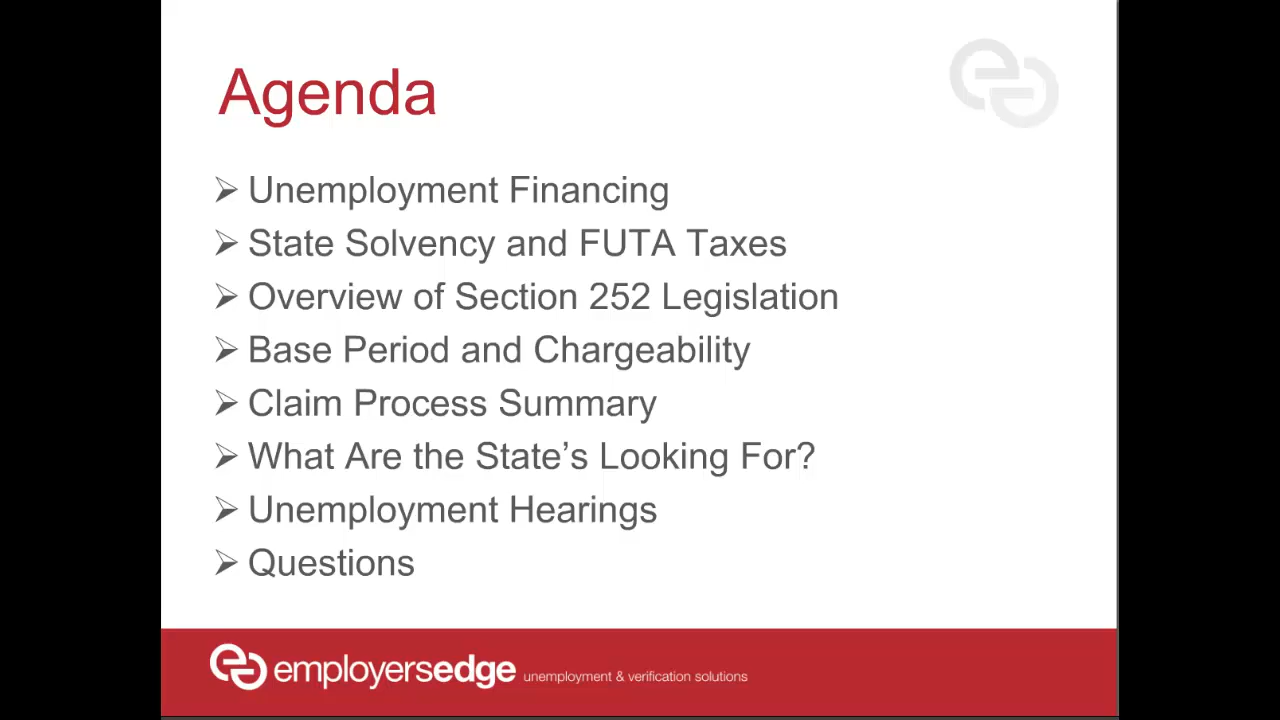 Agenda
➢ Unemployment Financing
➢ State Solvency and FUTA Taxes
➢ Overview of Section 252 Legislation
➢ Base Period and Chargeability
➢ Claim Process Summary
➢ What Are the State’s Looking For?
➢ Unemployment Hearings
➢ Questions
employersedge unemployment & verification solutions